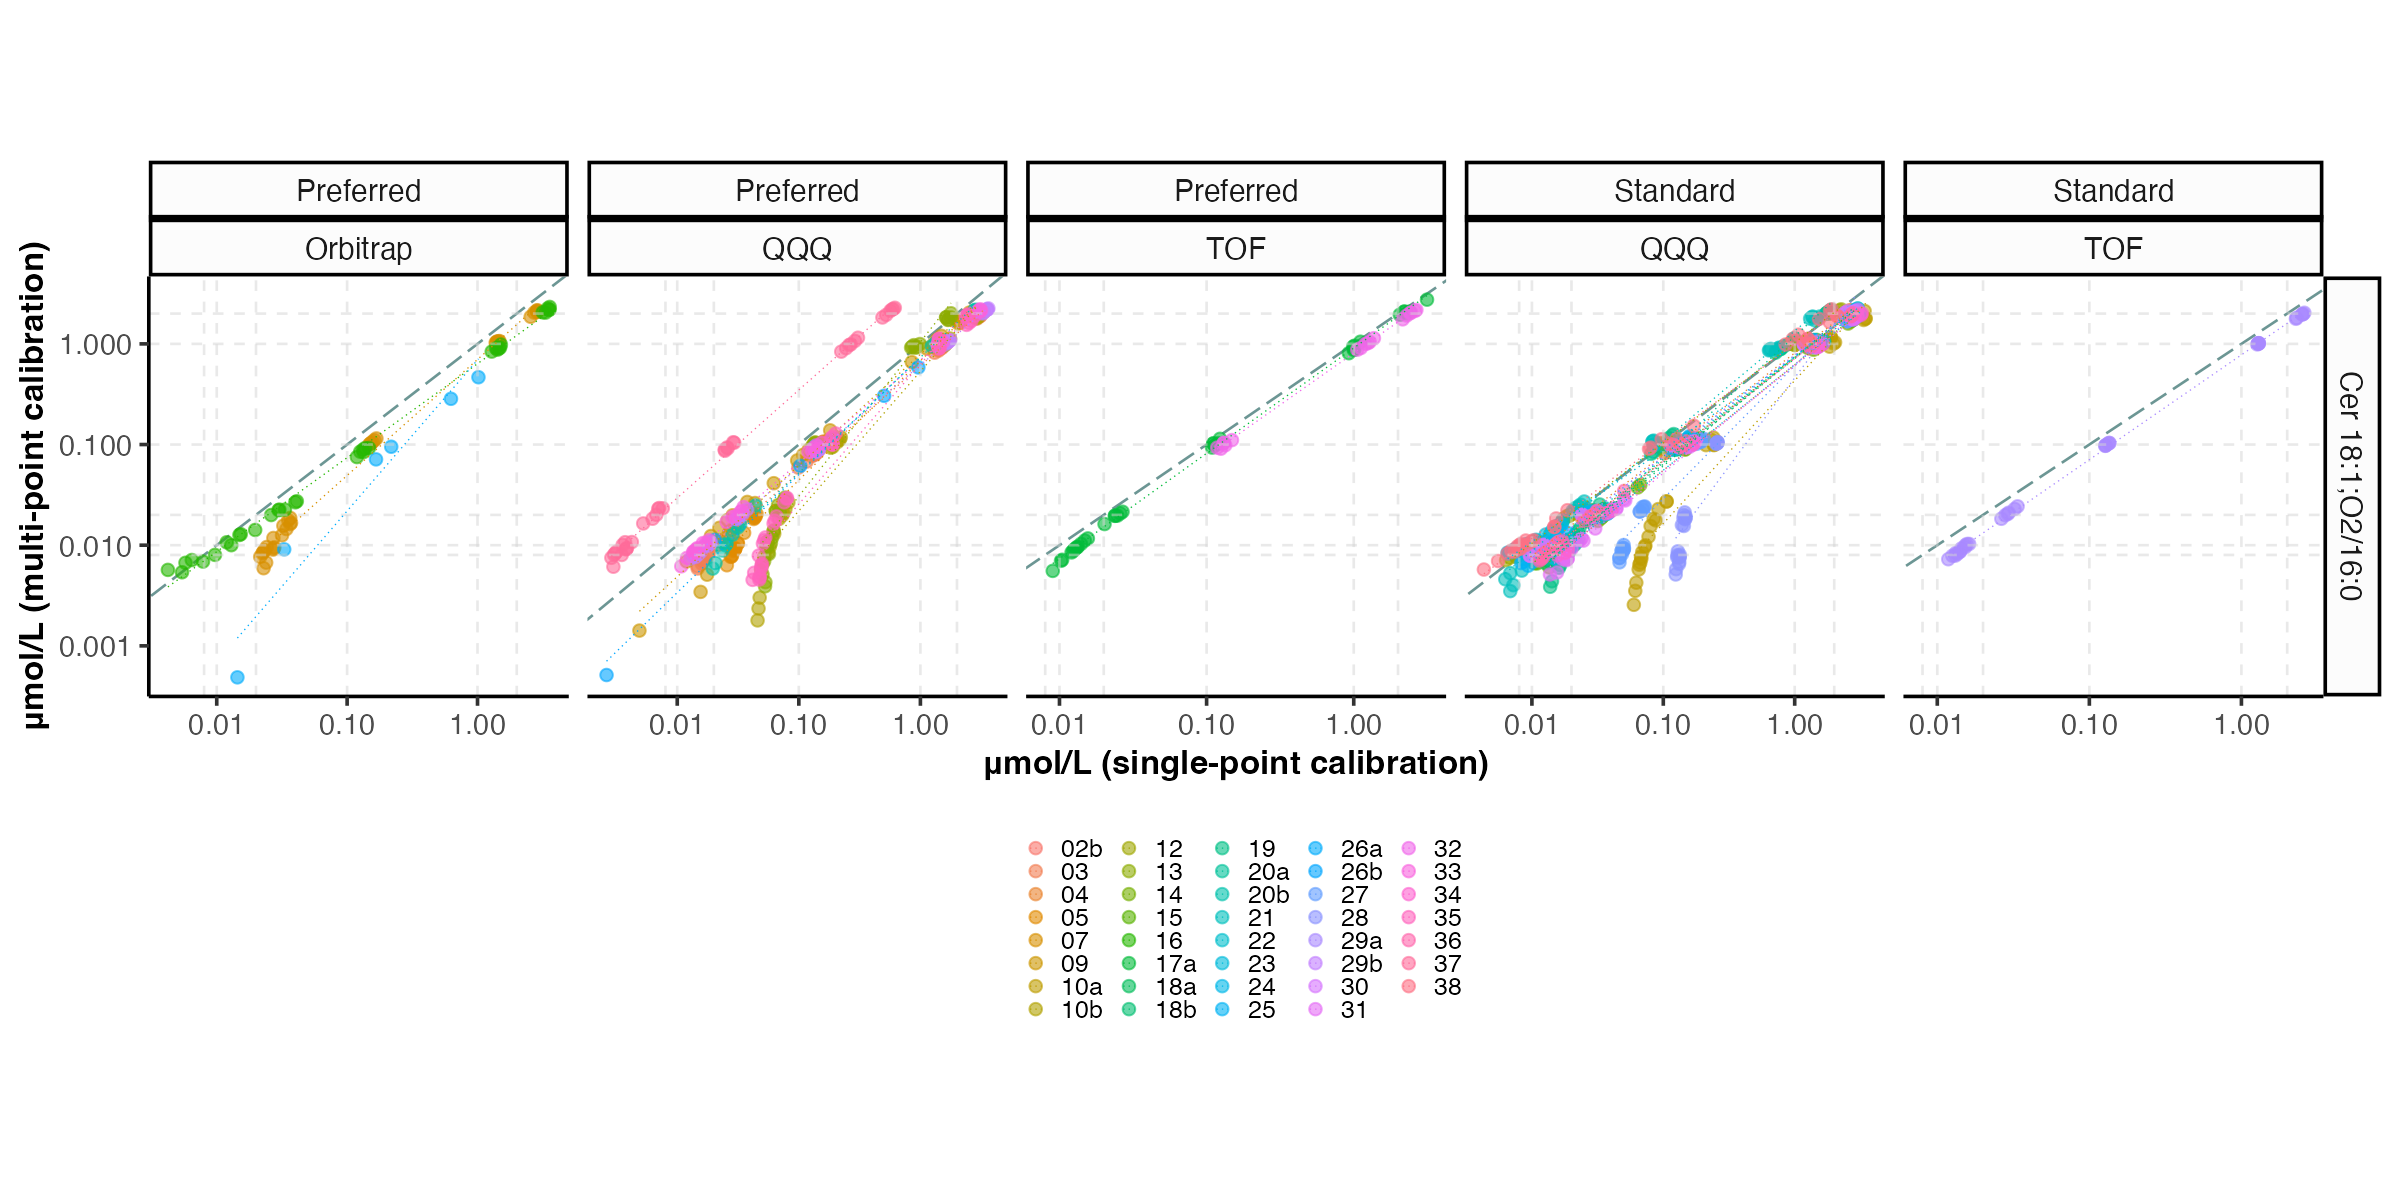 Preferred Preferred Preferred Standard Standard
Orbitrap QQQ TOF QQQ TOF
µmol/L (multi-point calibration)
1.000
0.100
0.010
0.001
Cer 18:1;O2/16:0
0.01 0.10 1.00 0.01 0.10 1.00 0.01 0.10 1.00 0.01 0.10 1.00 0.01 0.10 1.00
µmol/L (single-point calibration)
02b 12 19 26a 32
03 13 20a 26b 33
04 14 20b 27 34
05 15 21 28 35
07 16 22 29a 36
09 17a 23 29b 37
10a 18a 24 30 38
10b 18b 25 31